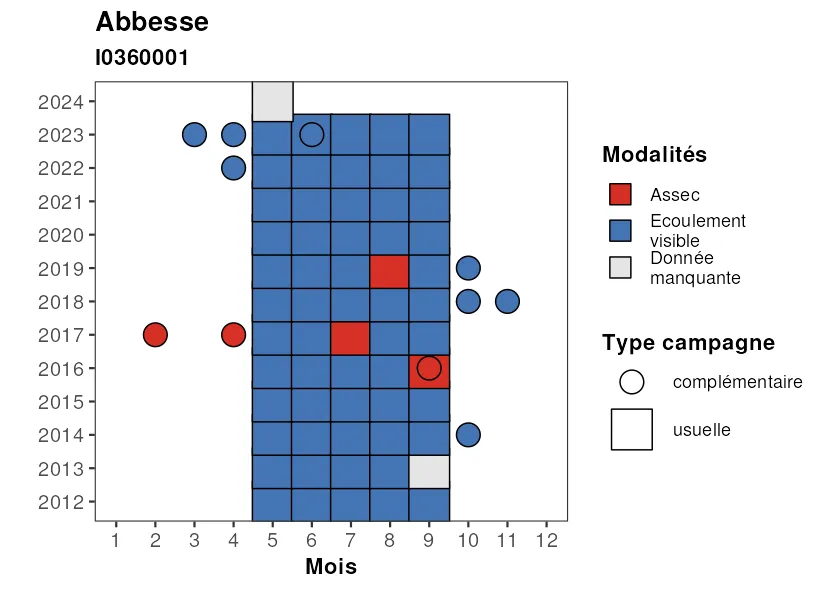 Abbesse
I0360001
2024
2023
2022
2021
2020
2019
2018
2017
2016
2015
2014
2013
2012
1 2 3 4 5 6 7 8 9 10 11 12
Mois
Modalités
Assec
Ecoulement
visible
Donnée
manquante
Type campagne
complémentaire
usuelle